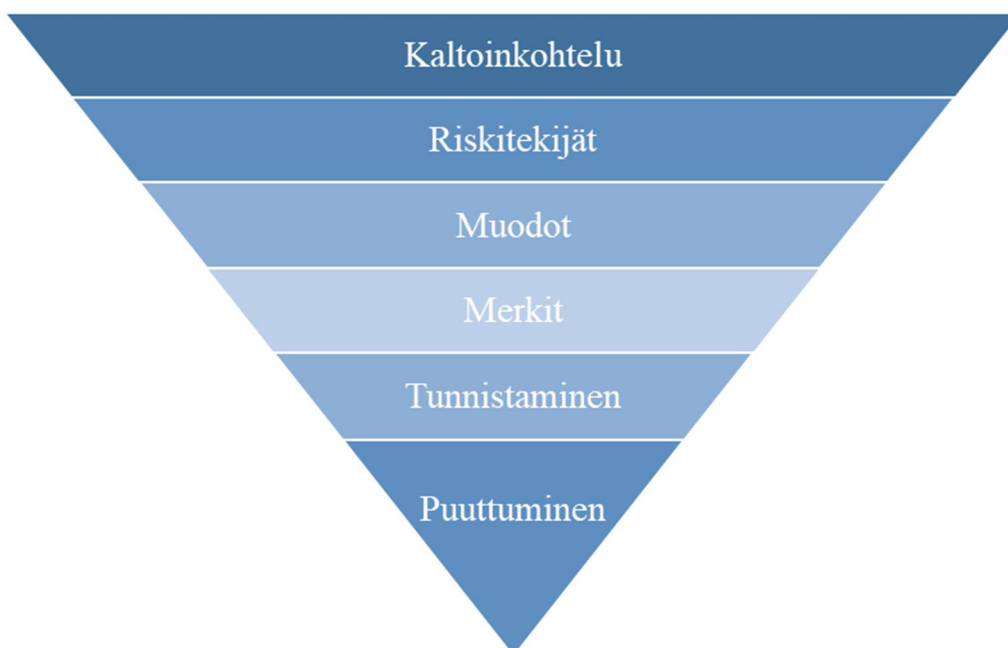 Kaltoinkohtelu
Riskitekijät
Muodot
Merkit
Tunnistaminen
Puuttuminen